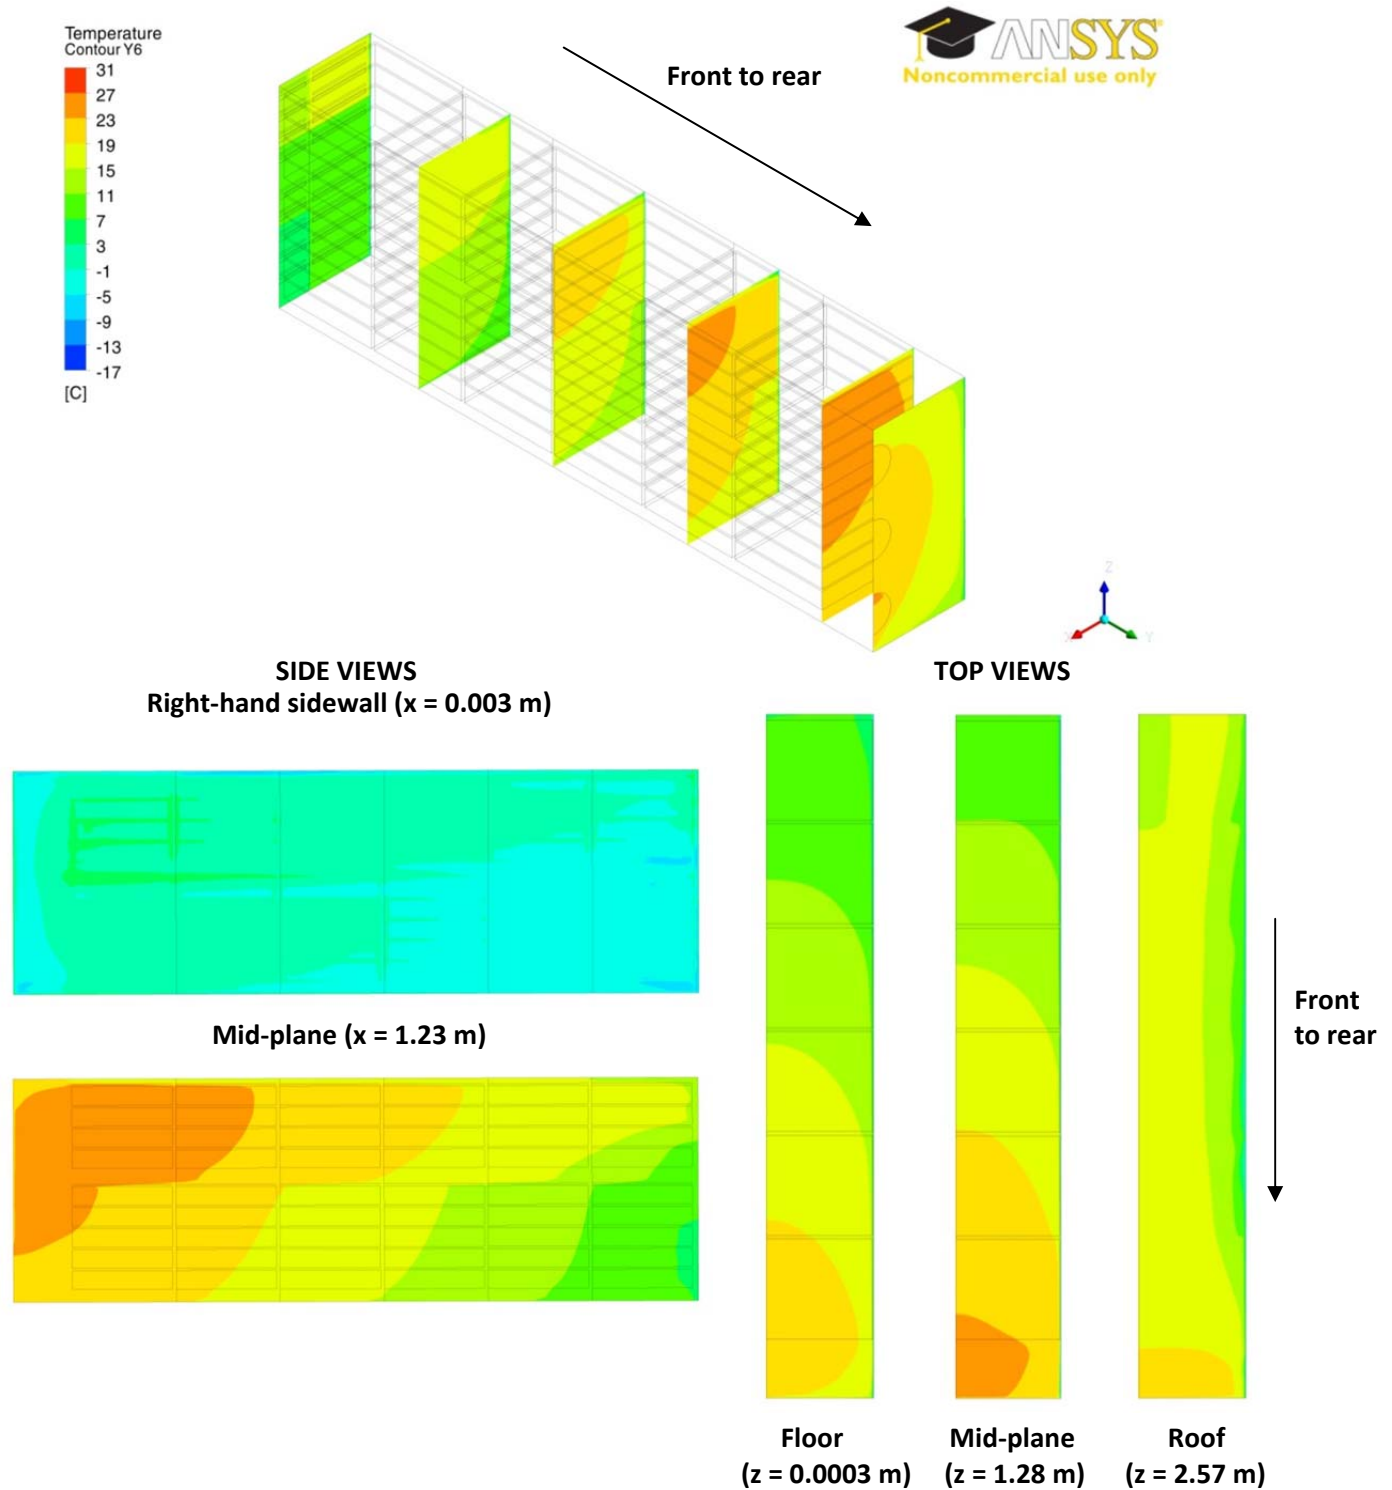 Temperature
Contour Y6
31
27
23
19
15
11
7
3
-1
-5
-9
-13
-17
[C]
Front to rear
ANSYS
Noncommercial use only
Z
Y
SIDE VIEWS
Right-hand sidewall (x = 0.003 m)
Mid-plane (x = 1.23 m)
TOP VIEWS
Front
to rear
Floor
(z = 0.0003 m)
Mid-plane
(z = 1.28 m)
Roof
(z = 2.57 m)